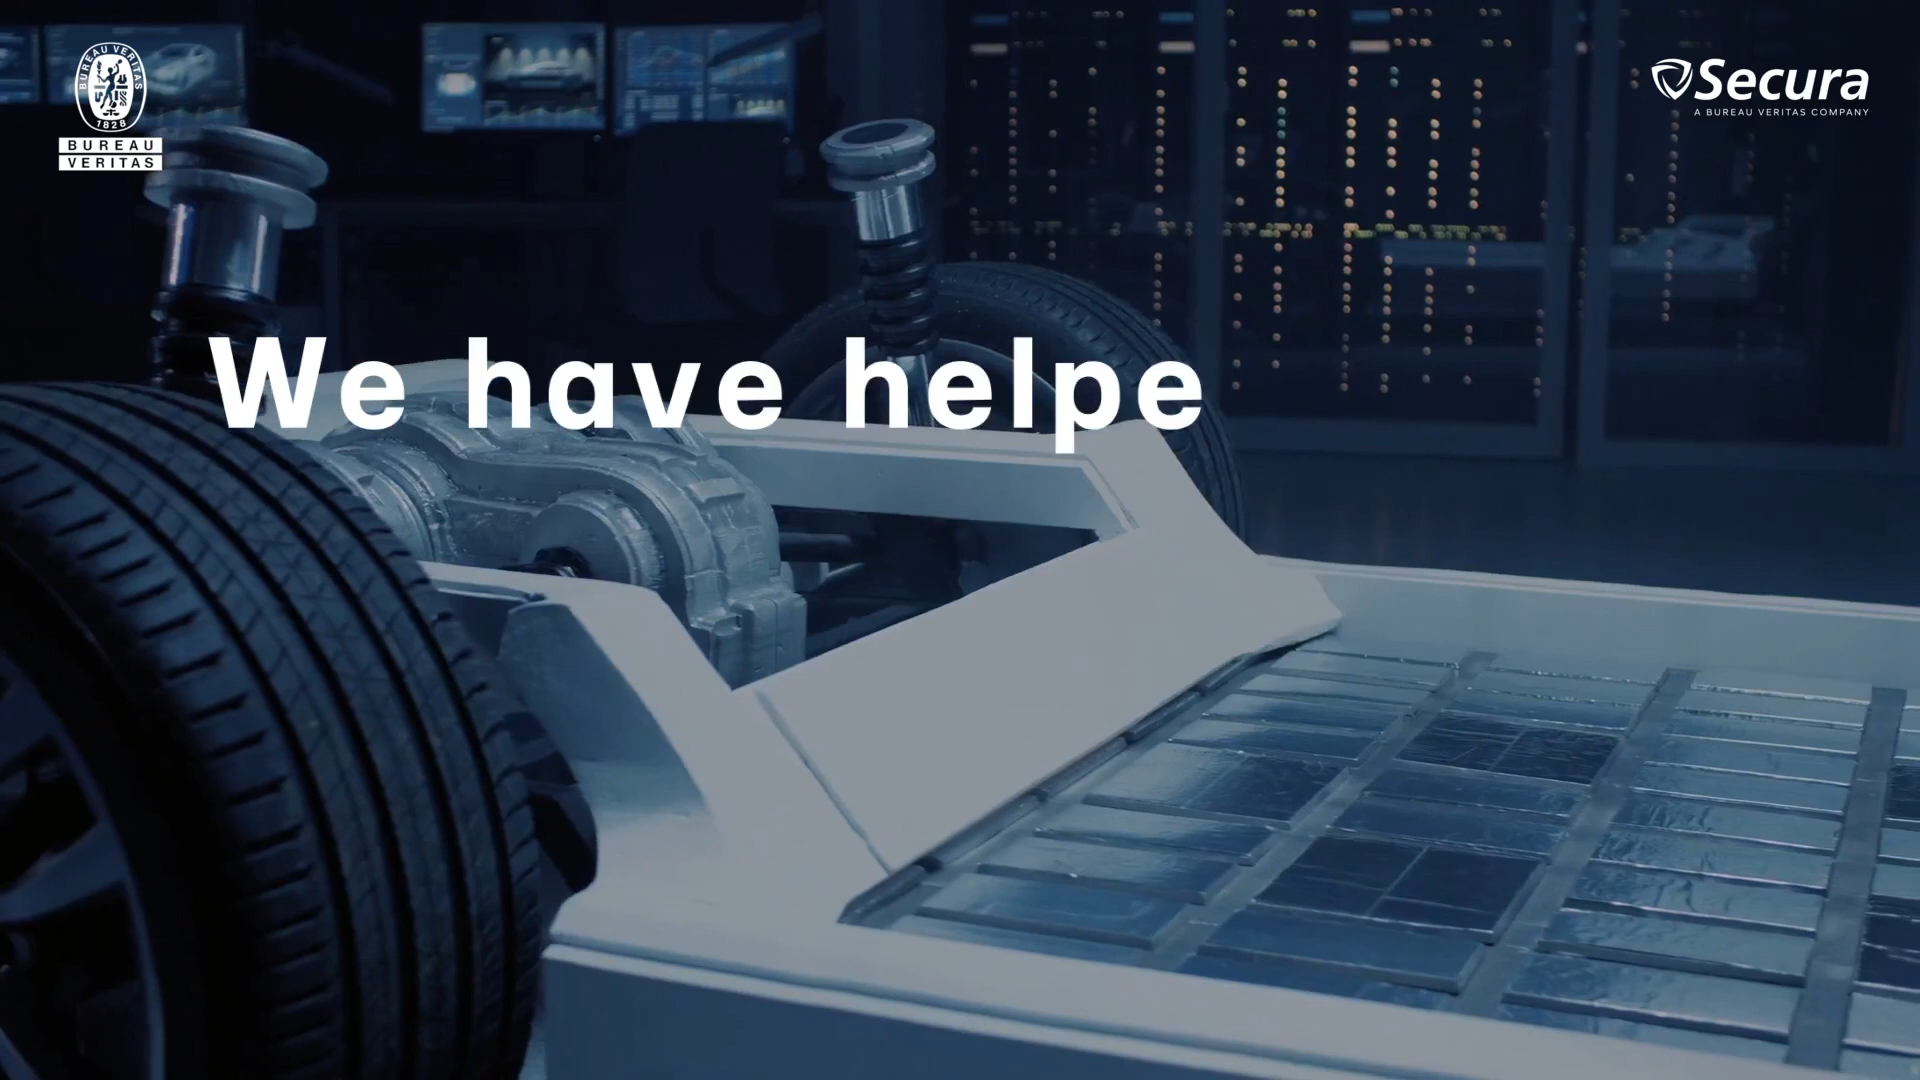 BUREAU VERITAS
1828
BUREAU
VERITAS
Secura
A BUREAU VERITAS COMPANY
We have helpe